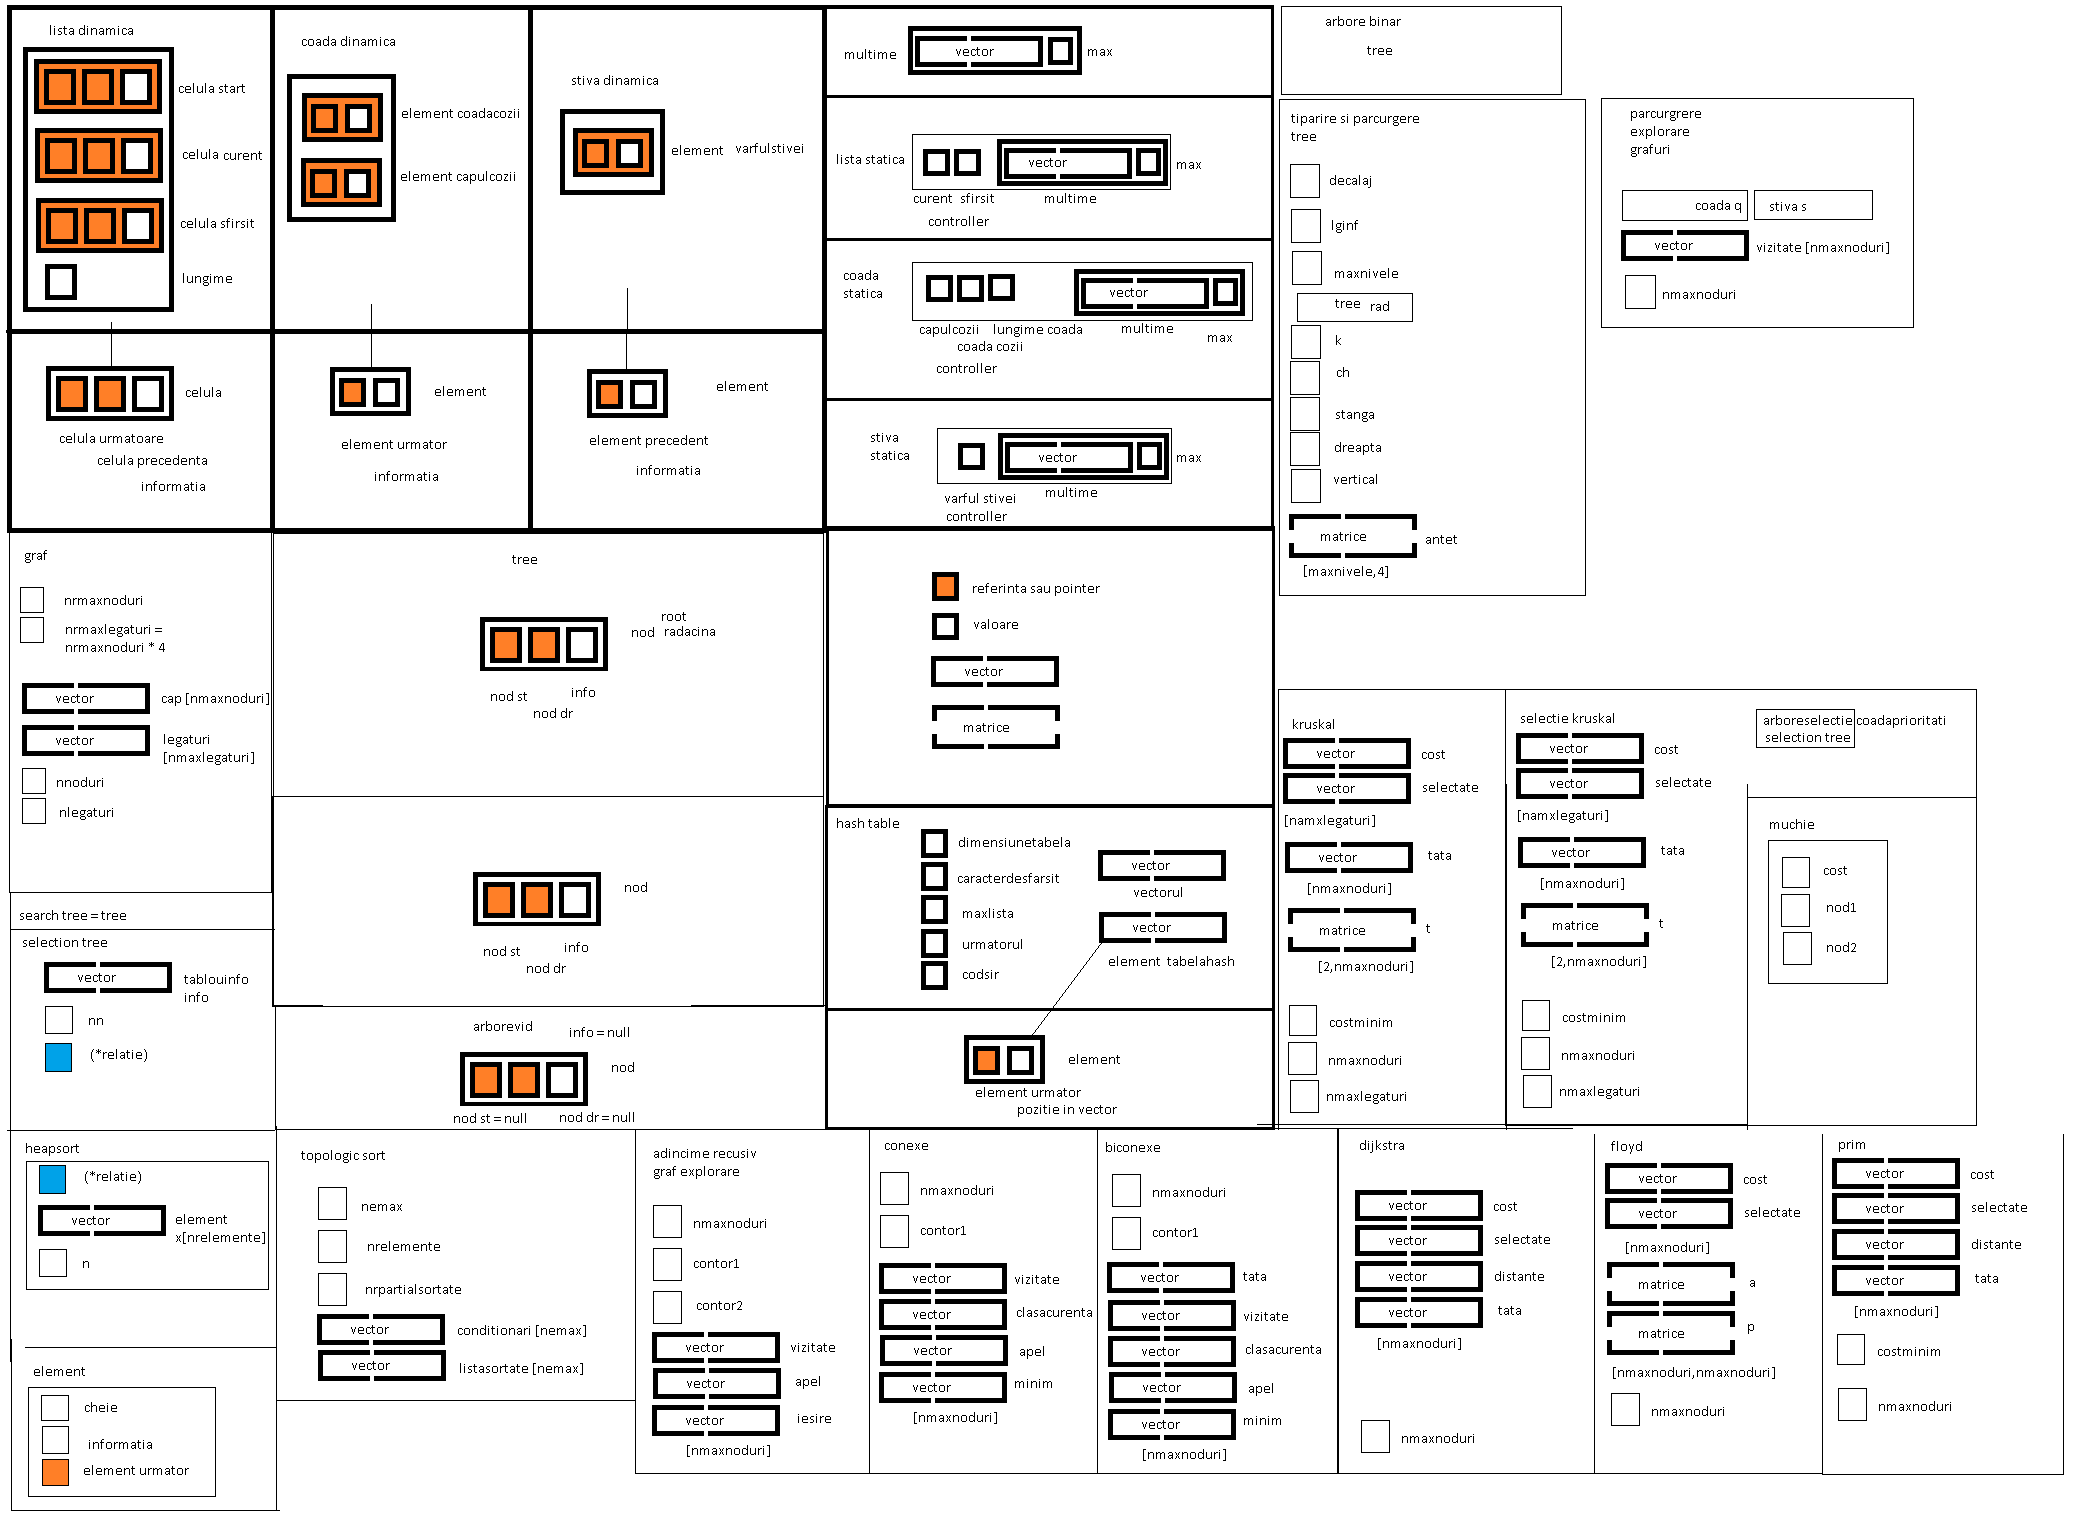 lista dinamica
celula start
celula curent
celula sfirsit
lungime
celula
celula urmatoare
celula precedenta
informatia
coada dinamica
element coadacozii
element capulcozii
element
element urmator
informatia
stiva dinamica
element varfulstivei
element
element precedent
informatia
multime
vector
max
lista statica
vector
max
curent sfirsit
multime
controller
coada
statica
vector
capulcozii
lungime coada
multime
coada cozii
max
controller
stiva
statica
vector
max
varful stivei
multime
controller
arbore binar
tree
tiparire si parcurgere
tree
decalaj
lginf
maxnivele
tree rad
k
ch
stanga
dreapta
vertical
matrice
antet
[maxnivele,4]
parcurgrere
explorare
grafuri
coada q
stiva s
vector
vizitate [nmaxnoduri]
nmaxnoduri
graf
nrmaxnoduri
nrmaxlegaturi =
nrmaxnoduri * 4
vector
cap [nmaxnoduri]
vector
legaturi
[nmaxlegaturi]
nnoduri
nlegaturi
tree
root
nod radacina
nod st
info
nod dr
nod
nod st
info
nod dr
referinta sau pointer
valoare
vector
matrice
hash table
dimensiunetabela
caracterdesfarsit
maxlista
urmatorul
codsir
vector
vectorul
vector
element tabelahash
element
element urmator
pozitie in vector
search tree = tree
selection tree
vector
tablouinfo
info
nn
(*relatie)
arborevid
info = null
nod
nod st = null
nod dr = null
kruskal
vector
cost
vector
selectate
[namxlegaturi]
vector
tata
[nmaxnoduri]
matrice
t
[2,nmaxnoduri]
costminim
nmaxnoduri
nmaxlegaturi
selectie kruskal
vector
cost
vector
selectate
[namxlegaturi]
vector
tata
[nmaxnoduri]
matrice
t
[2,nmaxnoduri]
costminim
nmaxnoduri
nmaxlegaturi
arboreselectie coadaprioritati
selection tree
muchie
cost
nod1
nod2
heapsort
(*relatie)
vector
element
x[nrelemente]
n
element
cheie
informatia
element urmator
topologic sort
nemax
nrelemente
nrpartialsortate
vector
conditionari [nemax]
vector
listasortate [nemax]
adincime recusiv
graf explorare
nmaxnoduri
contor1
contor2
vector
vizitate
vector
apel
vector
iesire
[nmaxnoduri]
conexe
nmaxnoduri
contor1
vector
vizitate
vector
clasacurenta
vector
apel
vector
minim
[nmaxnoduri]
biconexe
nmaxnoduri
contor1
vector
tata
vector
vizitate
vector
clasacurenta
vector
apel
vector
minim
[nmaxnoduri]
dijkstra
vector
cost
vector
selectate
vector
distante
vector
tata
[nmaxnoduri]
nmaxnoduri
floyd
vector
cost
vector
selectate
[nmaxnoduri]
matrice
a
matrice
p
[nmaxnoduri,nmaxnoduri]
nmaxnoduri
prim
vector
cost
vector
selectate
vector
distante
vector
tata
[nmaxnoduri]
costminim
nmaxnoduri